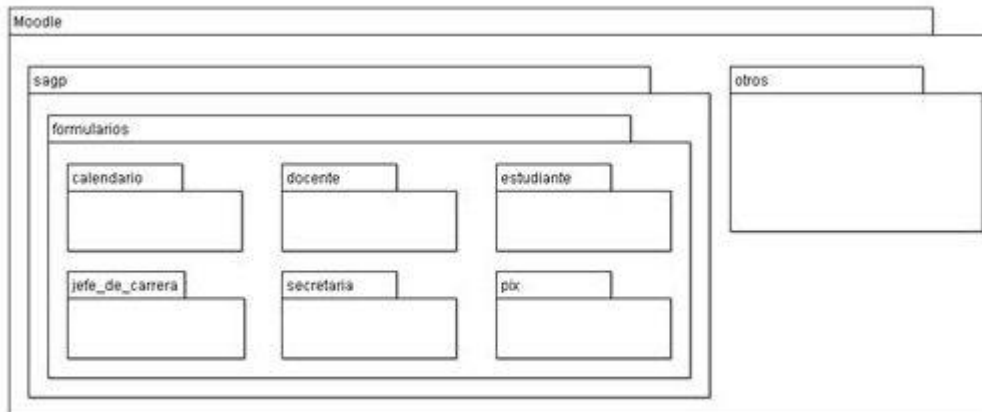 Moodle
sagp
otros
formularios
calendario
docente
estudiante
jefe_de_carrera
secretaria
pix